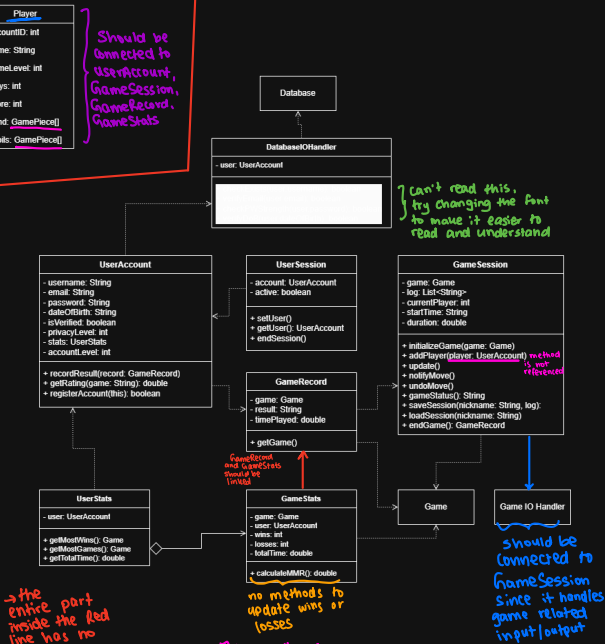 Player
countID: int
me: String
meLevel: int
ys: int
ore: int
nd: GamePiece[]
oils: GamePiece[]
Should be
connected to
userAccount,
GameSession,
GameRecord,
GameStats
Database
DatabaseIOHandler
- user: UserAccount
can't read this,
try changing the font
to make it easier to
read and understand
UserAccount
- username: String
- email: String
- password: String
- dateOfBirth: String
- isVerified: boolean
- privacyLevel: int
- stats: UserStats
- accountLevel: int
+ recordResult(record: GameRecord)
+ getRating(game: String): double
+ registerAccount(this): boolean
UserSession
- account: UserAccount
- active: boolean
+ setUser()
+ getUser(): UserAccount
+ endSession()
GameSession
- game: Game
- log: List<String>
- currentPlayer: int
- startTime: String
- duration: double
+ initializeGame(game: Game)
+ addPlayer(player: UserAccount)
+ update()
+ notifyMove()
+ undoMove()
+ gameStatus(): String
+ saveSession(nickname: String, log):
+ loadSession(nickname: String)
+ endGame(): GameRecord
method
is not
referenced
GameRecord
- game: Game
- result: String
- timePlayed: double
+ getGame()
GameRecord
and GameStats
should be
linked
UserStats
- user: UserAccount
+ getMostWins(): Game
+ getMostGames(): Game
+ getTotalTime(): double
GameStats
- game: Game
- user: UserAccount
- wins: int
- losses: int
- totalTime: double
+ calculateMMR(): double
no methods to
update wins or
losses
Game
Game IO Handler
should be
connected to
GameSession
since it handles
game related
input/output
→ the
entire part
inside the Red
line has no